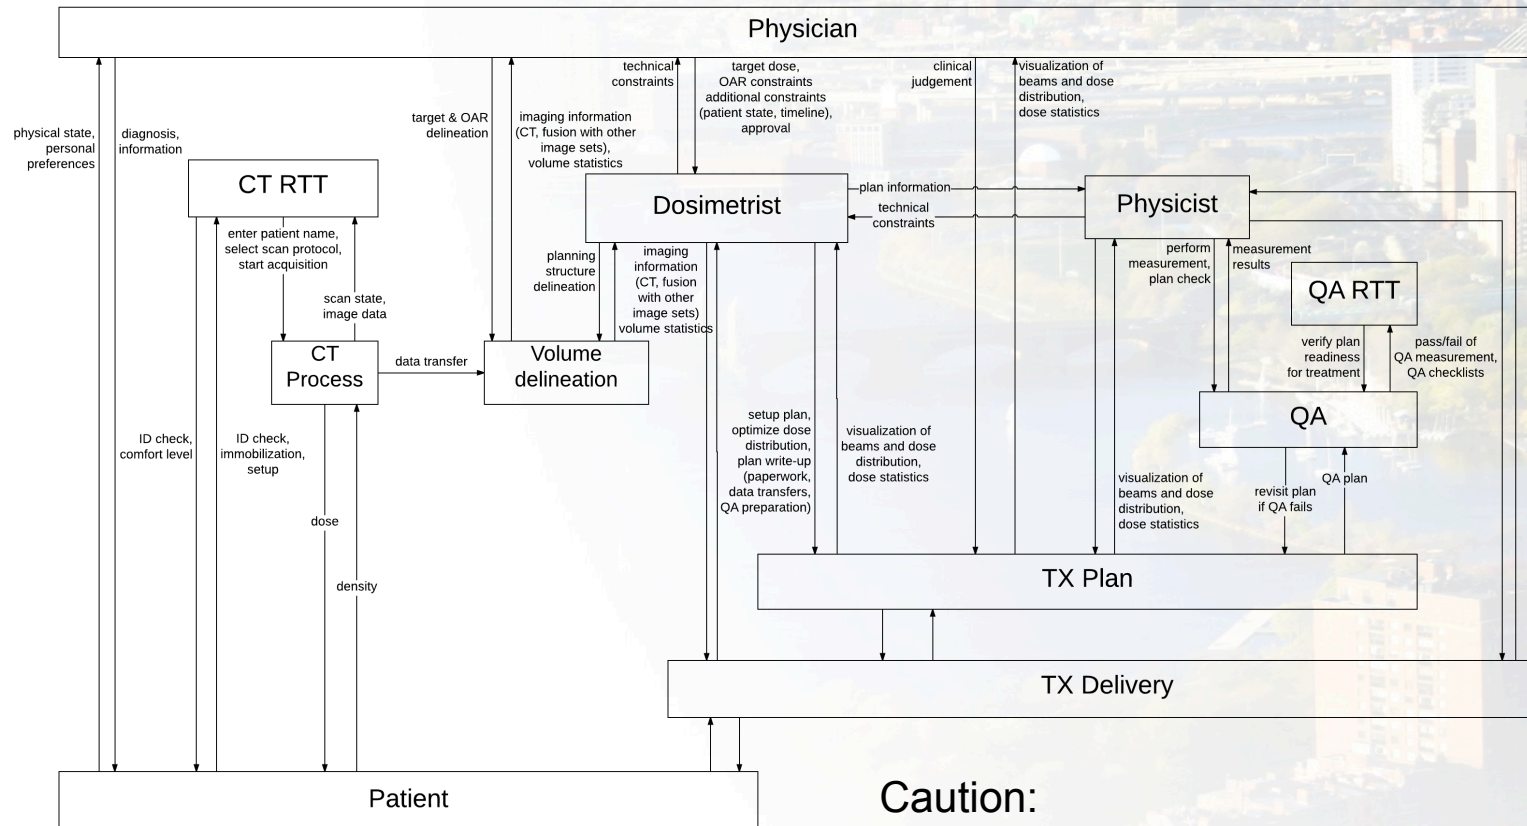 Physician
technical
constraints
target dose,
OAR constraints
additional constraints
(patient state, timeline),
approval
clinical
judgement
visualization of
beams and dose
distribution,
dose statistics
physical state,
personal
preferences
diagnosis,
information
target & OAR
delineation
imaging information
(CT, fusion with other
image sets),
volume statistics
CT RTT
Dosimetrist
plan information
technical
constraints
Physicist
enter patient name,
select scan protocol,
start acquisition
scan state,
image data
planning
structure
delineation
imaging
information
(CT, fusion
with other
image sets)
volume statistics
perform
measurement,
plan check
measurement
results
QA RTT
CT
Process
data transfer
Volume
delineation
verify plan
readiness
for treatment
pass/fail of
QA measurement,
QA checklists
QA
ID check,
comfort level
ID check,
immobilization,
setup
setup plan,
optimize dose
distribution,
plan write-up
(paperwork,
data transfers,
QA preparation)
visualization of
beams and dose
distribution,
dose statistics
visualization of
beams and dose
distribution,
dose statistics
revisit plan
if QA fails
QA plan
dose
density
TX Plan
TX Delivery
Patient
Caution: